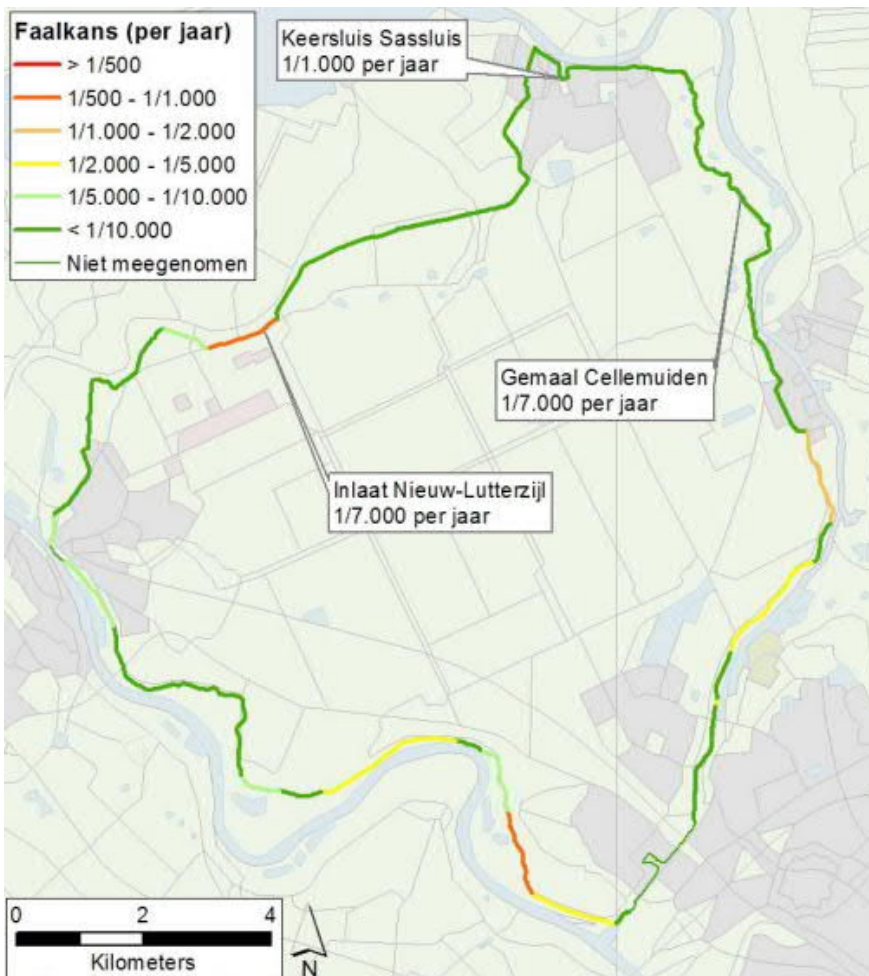 Faalkans (per jaar)
> 1/500
1/500 - 1/1.000
1/1.000 - 1/2.000
1/2.000 - 1/5.000
1/5.000 - 1/10.000
< 1/10.000
Niet meegenomen
Keersluis Sassluis
1/1.000 per jaar
Gemaal Cellemuiden
1/7.000 per jaar
Inlaat Nieuw-Lutterzijl
1/7.000 per jaar
0 2 4
Kilometers
N